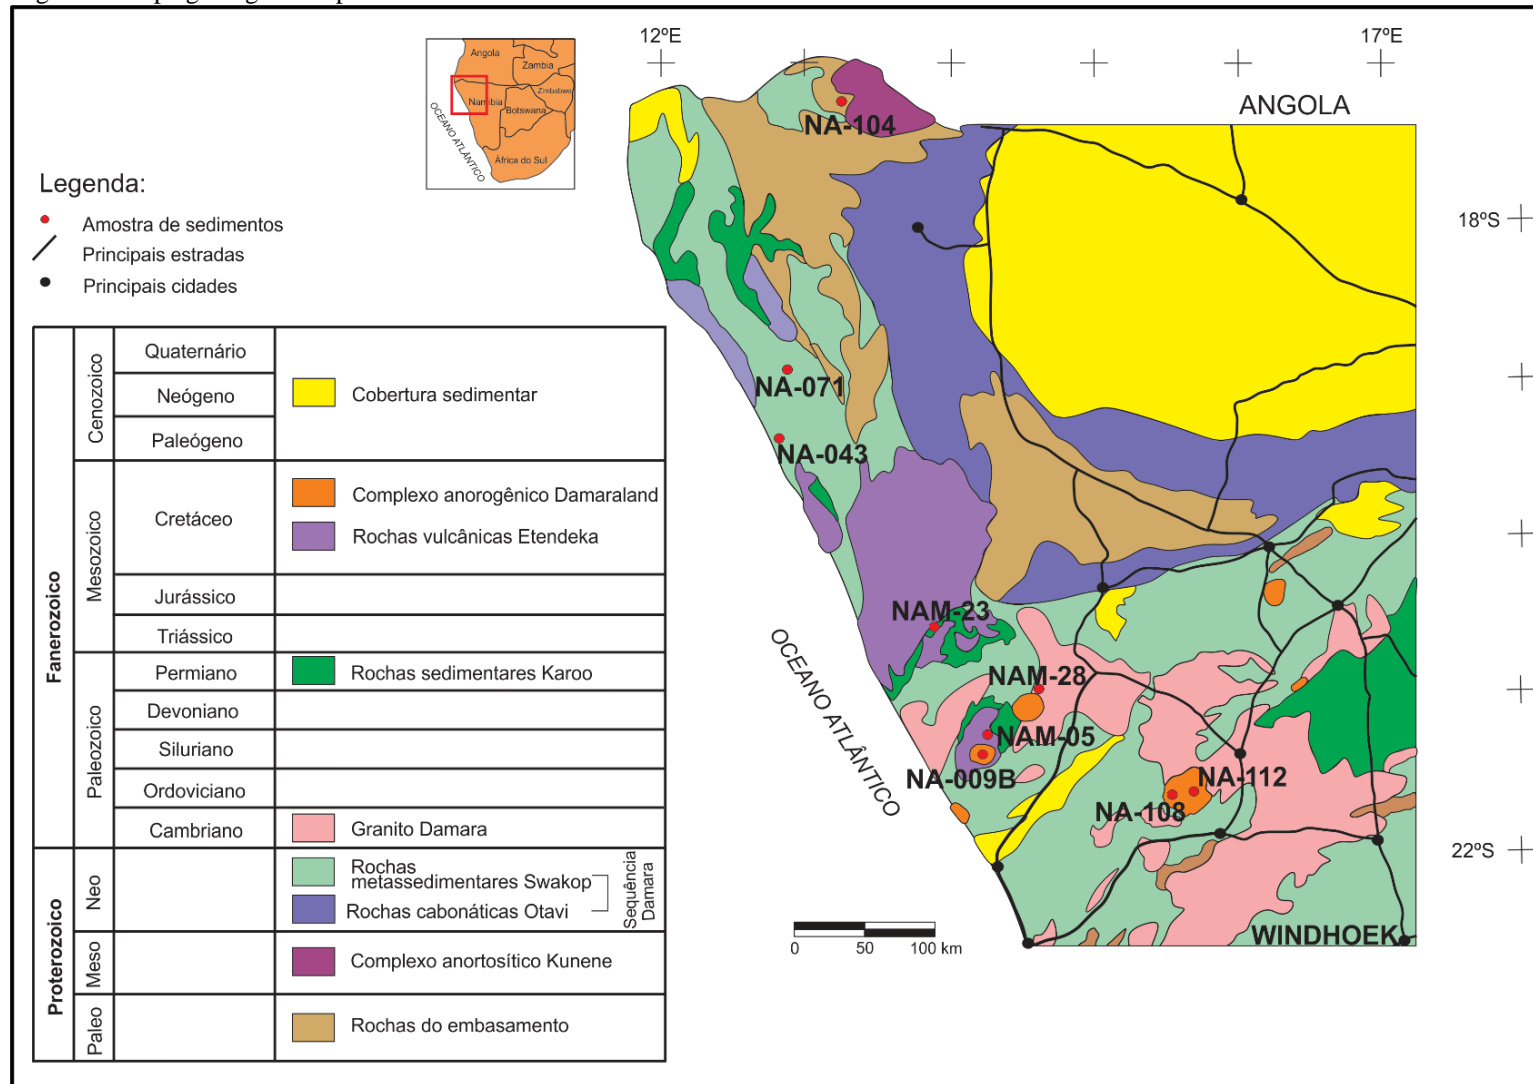 12ºE
17ºE
Angola
Zambia
Zimbabwe
Namíbia
Botswana
África do Sul
OCEANO ATLÂNTICO
ANGOLA
NA-104
18ºS
Legenda:
Amostra de sedimentos
Principais estradas
Principais cidades
NA-071
NA-043
NAM-23
NAM-28
NAM-05
NA-009B
NA-112
NA-108
22ºS
OCEANO ATLÂNTICO
WINDHOEK
0 50 100 km
Fanerozoico
Cenozoico
Quaternário
Neógeno
Cobertura sedimentar
Paleógeno
Mesozoico
Cretáceo
Complexo anorogênico Damaraland
Rochas vulcânicas Etendeka
Jurássico
Triássico
Paleozoico
Permiano
Rochas sedimentares Karoo
Devoniano
Siluriano
Ordoviciano
Cambriano
Granito Damara
Proterozoico
Neo
Rochas
metassedimentares Swakop
Rochas cabonáticas Otavi
Sequência
Damara
Meso
Complexo anortosítico Kunene
Paleo
Rochas do embasamento